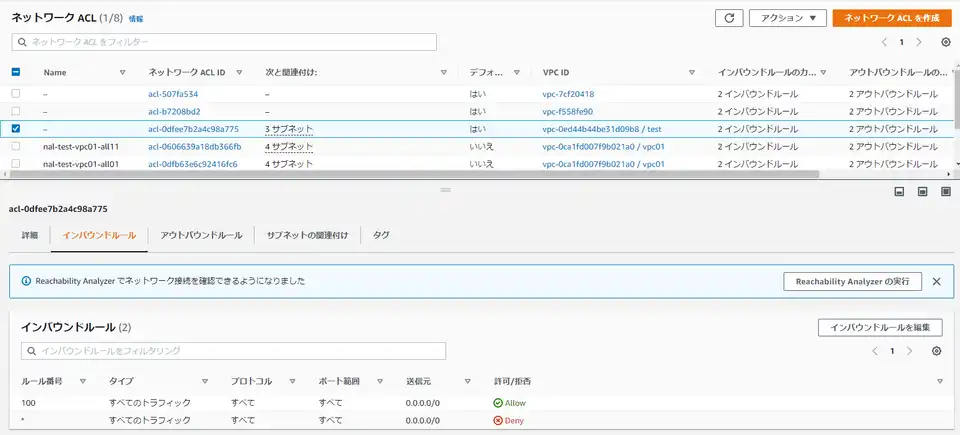 ネットワーク ACL (1/8) 情報
アクション ▼
ネットワーク ACL を作成
ネットワーク ACL をフィルター
1
Name ネットワーク ACL ID 次と関連付け: デフォ... VPC ID インバウンドルールのカ... アウトバウンドルールの...
– acl-507fa534 – はい vpc-7cf20418 2 インバウンドルール 2 アウトバウンドルール
– acl-b7208bd2 – はい vpc-f558fe90 2 インバウンドルール 2 アウトバウンドルール
– acl-0dfee7b2a4c98a775 3 サブネット はい vpc-0ed44b44be31d09b8 / test 2 インバウンドルール 2 アウトバウンドルール
nal-test-vpc01-all11 acl-0606639a18db366fb 4 サブネット いいえ vpc-0ca1fd007f9b021a0 / vpc01 2 インバウンドルール 2 アウトバウンドルール
nal-test-vpc01-all01 acl-0dfb63e6c92416fc6 4 サブネット いいえ vpc-0ca1fd007f9b021a0 / vpc01 2 インバウンドルール 2 アウトバウンドルール
acl-0dfee7b2a4c98a775
詳細 インバウンドルール アウトバウンドルール サブネットの関連付け タグ
Reachability Analyzer でネットワーク接続を確認できるようになりました
Reachability Analyzer の実行
インバウンドルール (2)
インバウンドルールを編集
インバウンドルールをフィルタリング
1
ルール番号 タイプ プロトコル ポート範囲 送信元 許可/拒否
100 すべてのトラフィック すべて すべて 0.0.0.0/0 Allow
* すべてのトラフィック すべて すべて 0.0.0.0/0 Deny